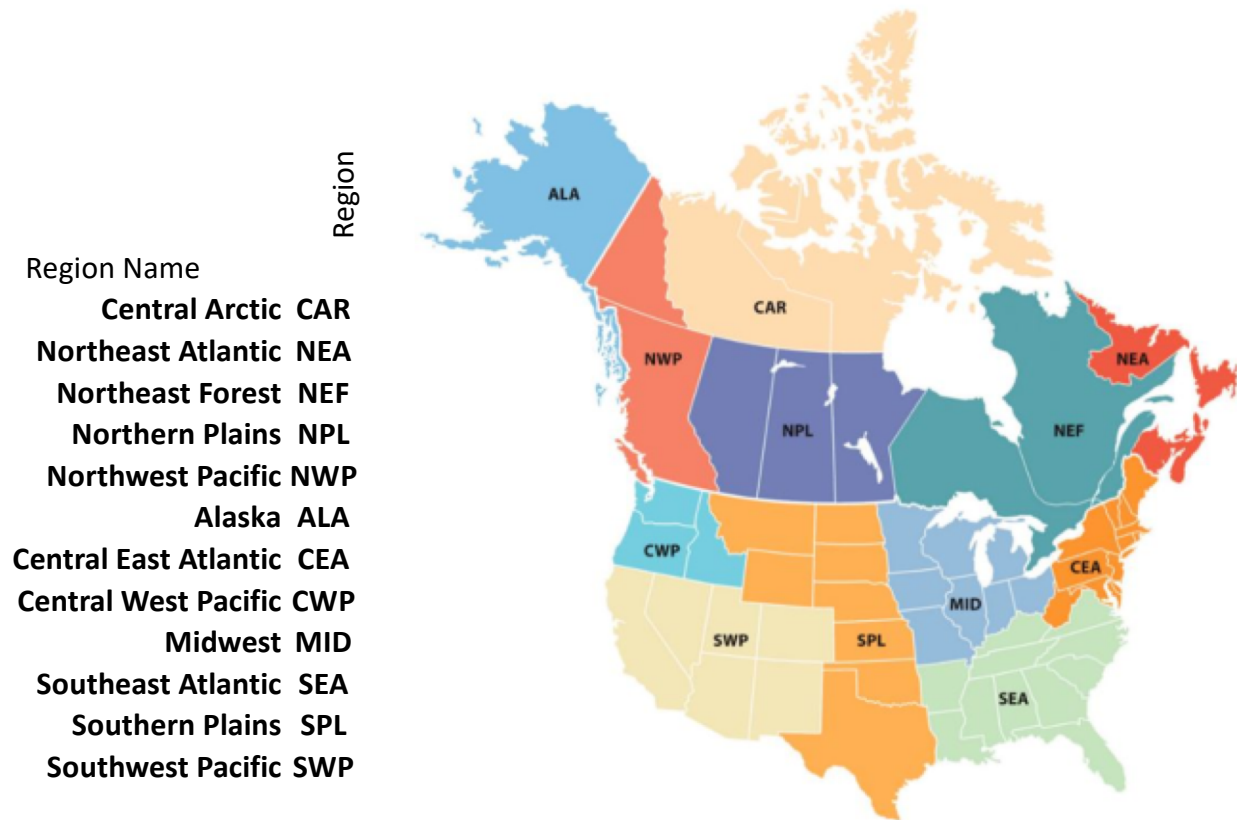 Region
Region Name
Central Arctic CAR
Northeast Atlantic NEA
Northeast Forest NEF
Northern Plains NPL
Northwest Pacific NWP
Alaska ALA
Central East Atlantic CEA
Central West Pacific CWP
Midwest MID
Southeast Atlantic SEA
Southern Plains SPL
Southwest Pacific SWP
ALA
CAR
NWP
NEA
NPL
NEF
CWP
CEA
MID
SWP
SPL
SEA